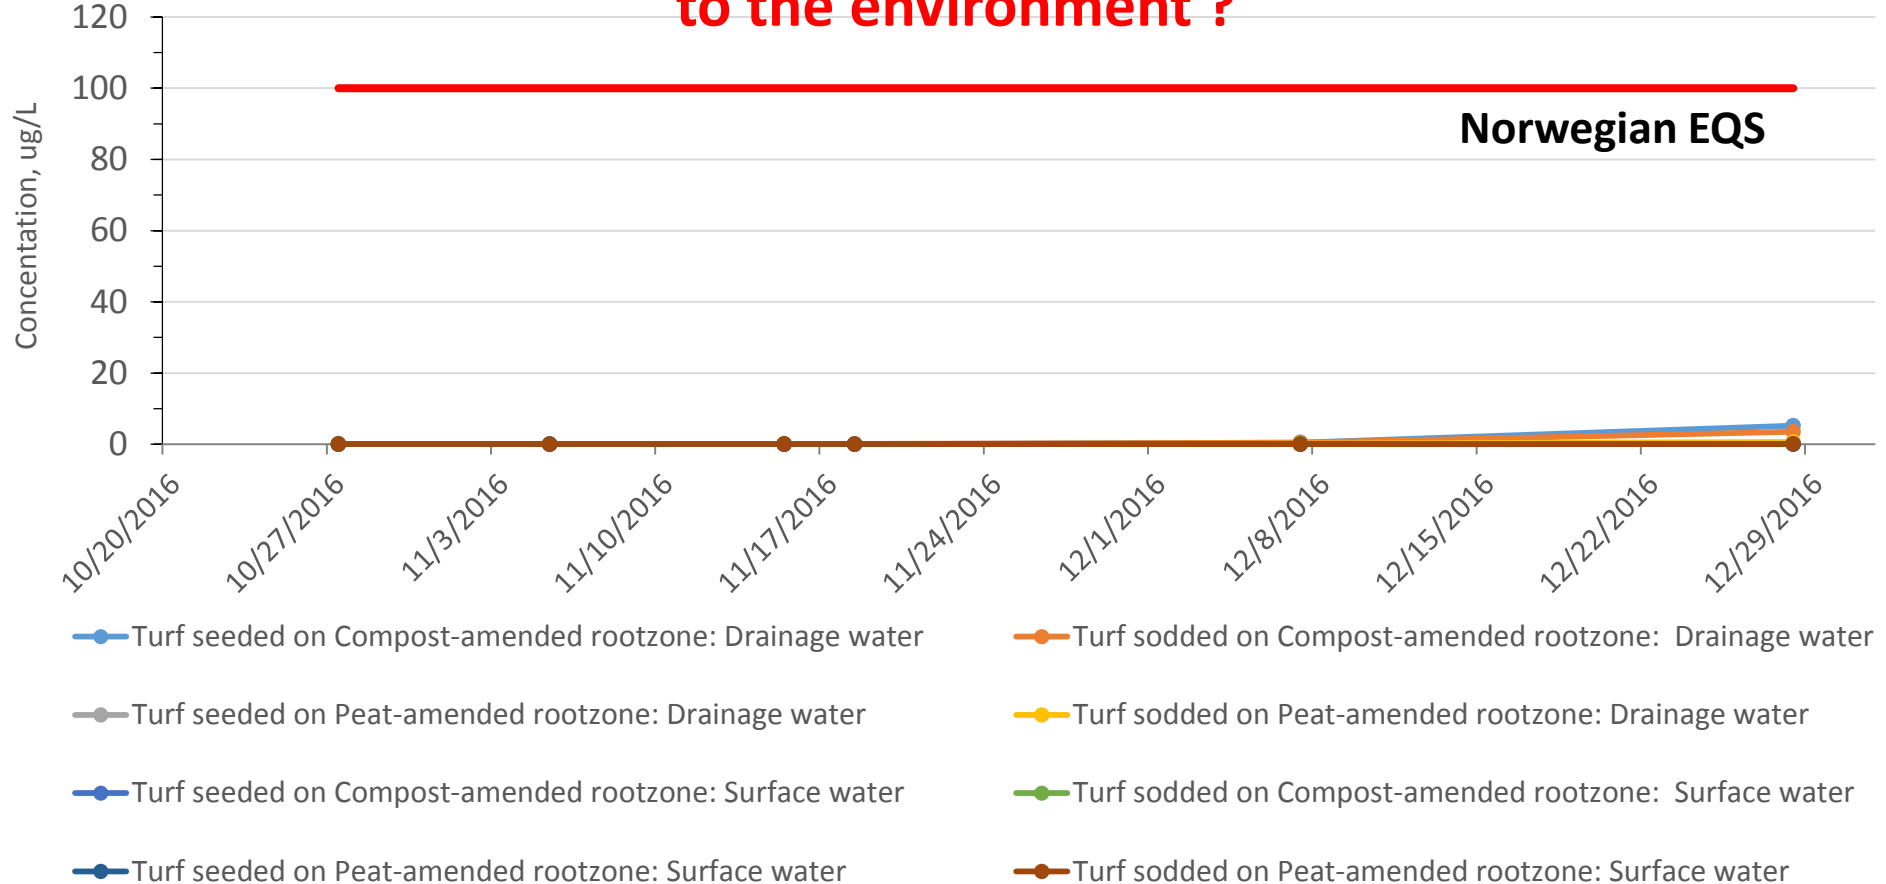 to the environment ?
Concentration, ug/L
120
100
80
60
40
20
0
Norwegian EQS
10/20/2016
10/27/2016
11/3/2016
11/10/2016
11/17/2016
11/24/2016
12/1/2016
12/8/2016
12/15/2016
12/22/2016
12/29/2016
Turf seeded on Compost-amended rootzone: Drainage water
Turf sodded on Compost-amended rootzone:  Drainage water
Turf seeded on Peat-amended rootzone: Drainage water
Turf sodded on Peat-amended rootzone: Drainage water
Turf seeded on Compost-amended rootzone: Surface water
Turf sodded on Compost-amended rootzone:  Surface water
Turf seeded on Peat-amended rootzone: Surface water
Turf sodded on Peat-amended rootzone: Surface water